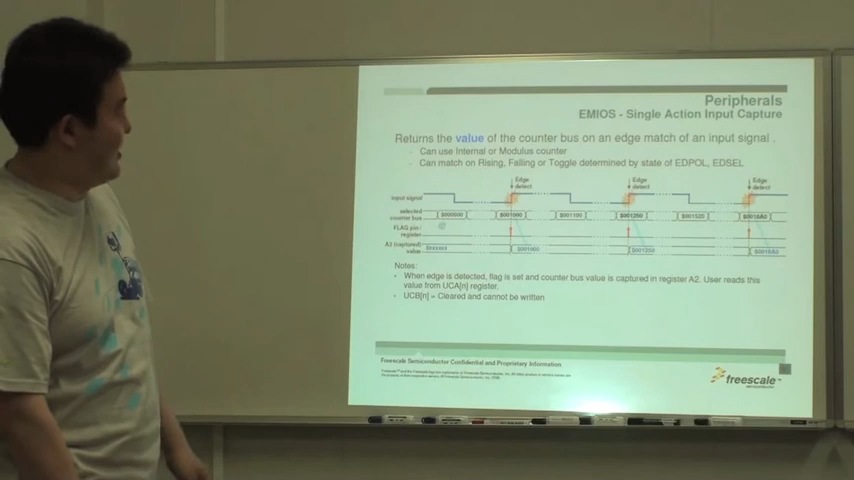 Peripherals
EMIOS - Single Action Input Capture
Returns the value of the counter bus on an edge match of an input signal .
- Can use Internal or Modulus counter
- Can match on Rising, Falling or Toggle determined by state of EDPOL, EDSEL
Edge detect Edge detect Edge detect
input signal
selected counter bus $000500 $001000 $001100 $001250 $001525 $0016A0
FLAG pin / register
A2 (captured) value $xxxxxx $001000 $001250 $0016A0
Notes:
- When edge is detected, flag is set and counter bus value is captured in register A2. User reads this
value from UCA[n] register.
- UCB[n] = Cleared and cannot be written
Freescale Semiconductor Confidential and Proprietary Information
freescale™
semiconductor